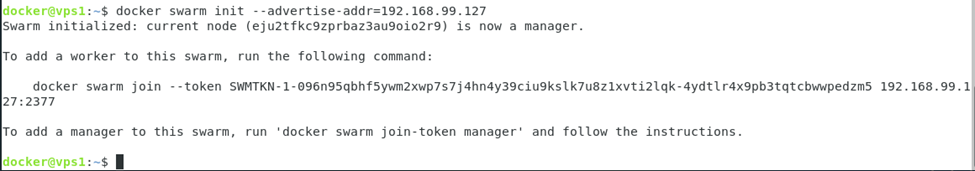 docker@vps1:~$ docker swarm init --advertise-addr=192.168.99.127
Swarm initialized: current node (eju2tfkc9zprbaz3au9oio2r9) is now a manager.
To add a worker to this swarm, run the following command:
docker swarm join --token SWMTKN-1-096n95qbhf5ywm2xwp7s7j4hn4y39ciu9kslk7u8z1xvti2lqk-4ydtlr4x9pb3tqtcbwwpedzm5 192.168.99.1
27:2377
To add a manager to this swarm, run 'docker swarm join-token manager' and follow the instructions.
docker@vps1:~$